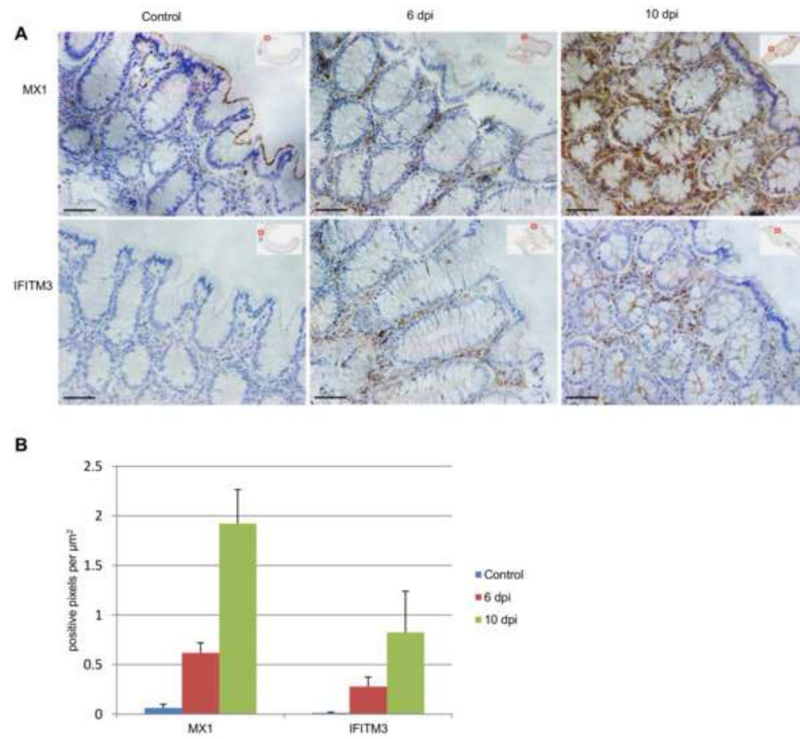 Control 6 dpi 10 dpi
A
MX1
IFITM3
B
2.5
2
1.5
1
0.5
0
positive pixels per µm²
MX1 IFITM3
Control
6 dpi
10 dpi